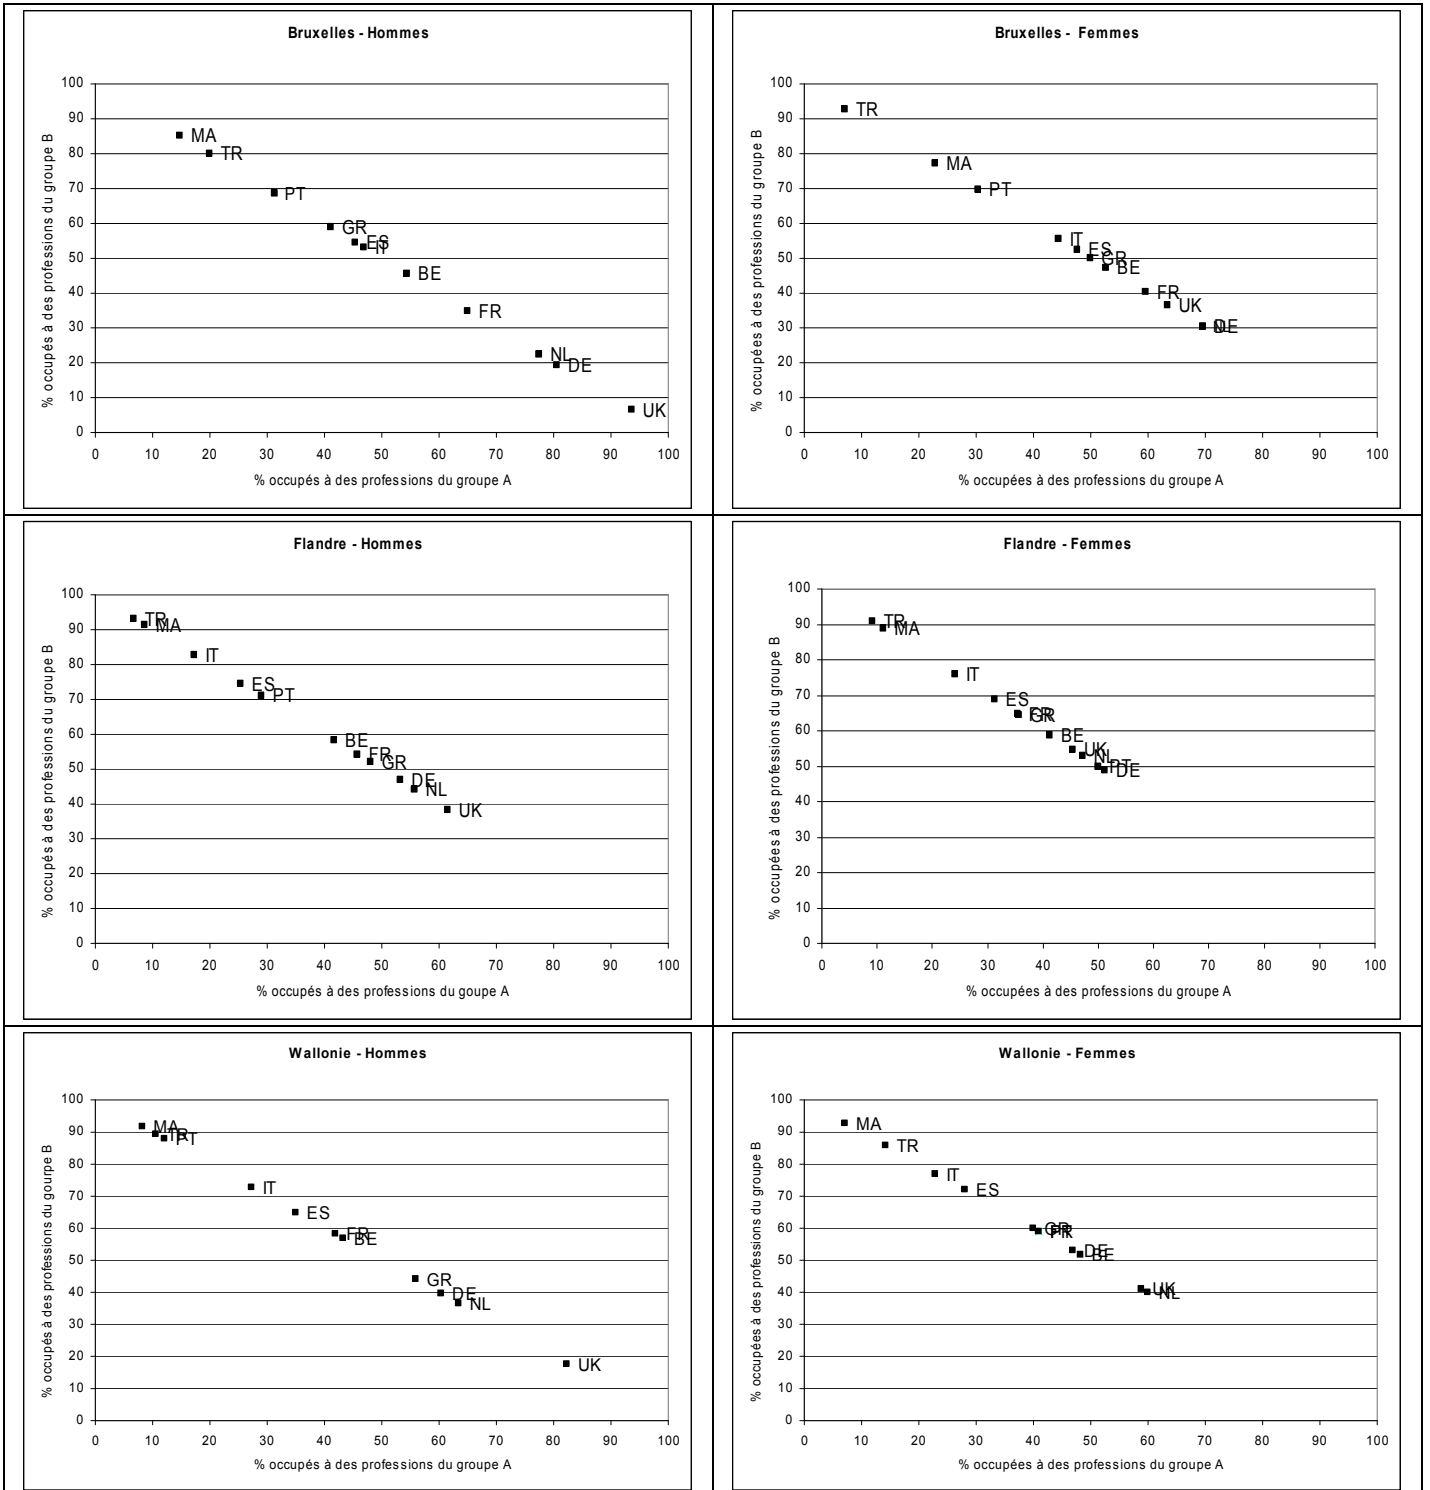 Bruxelles - Hommes
% occupés à des professions du groupe B
100
90
80
70
60
50
40
30
20
10
0
MA
TR
PT
GR
ES
IT
BE
FR
NL
DE
UK
0 10 20 30 40 50 60 70 80 90 100
% occupés à des professions du groupe A
Bruxelles - Femmes
% occupées à des professions du groupe B
100
90
80
70
60
50
40
30
20
10
0
TR
MA
PT
IT
ES
GR
BE
FR
UK
DE
0 10 20 30 40 50 60 70 80 90 100
% occupées à des professions du groupe A
Flandre - Hommes
% occupés à des professions du groupe B
100
90
80
70
60
50
40
30
20
10
0
TR
MA
IT
ES
PT
BE
FR
GR
DE
NL
UK
0 10 20 30 40 50 60 70 80 90 100
% occupés à des professions du goupe A
Flandre - Femmes
% occupées à des professions du groupe B
100
90
80
70
60
50
40
30
20
10
0
TR
MA
IT
ES
FR
GR
BE
UK
NL
PT
DE
0 10 20 30 40 50 60 70 80 90 100
% occupées à des professions du groupe A
Wallonie - Hommes
% occupés à des professions du gourpe B
100
90
80
70
60
50
40
30
20
10
0
MA
TR
PT
IT
ES
FR
BE
GR
DE
NL
UK
0 10 20 30 40 50 60 70 80 90 100
% occupés à des professions du groupe A
Wallonie - Femmes
% occupées à des professions du groupe B
100
90
80
70
60
50
40
30
20
10
0
MA
TR
IT
ES
GR
DE
BE
UK
NL
0 10 20 30 40 50 60 70 80 90 100
% occupées à des professions du groupe A